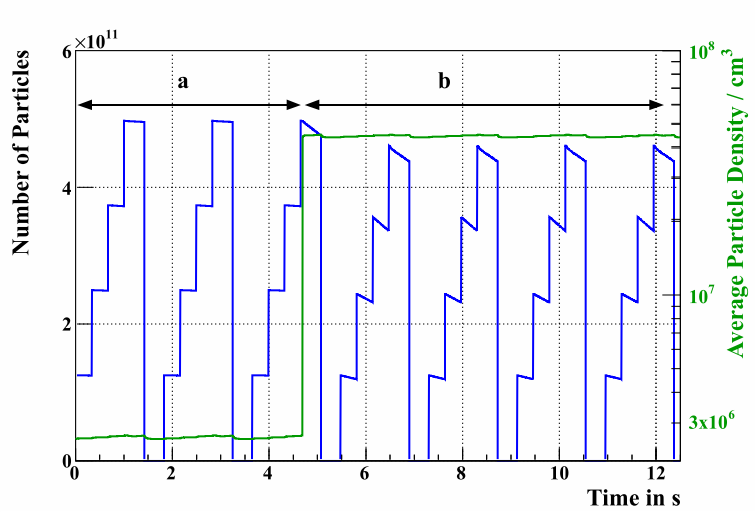 6 ×10¹¹
10⁸
a
b
4
2
10⁷
3x10⁶
0
0
2
4
6
8
10
12
Time in s
Number of Particles
Average Particle Density / cm³